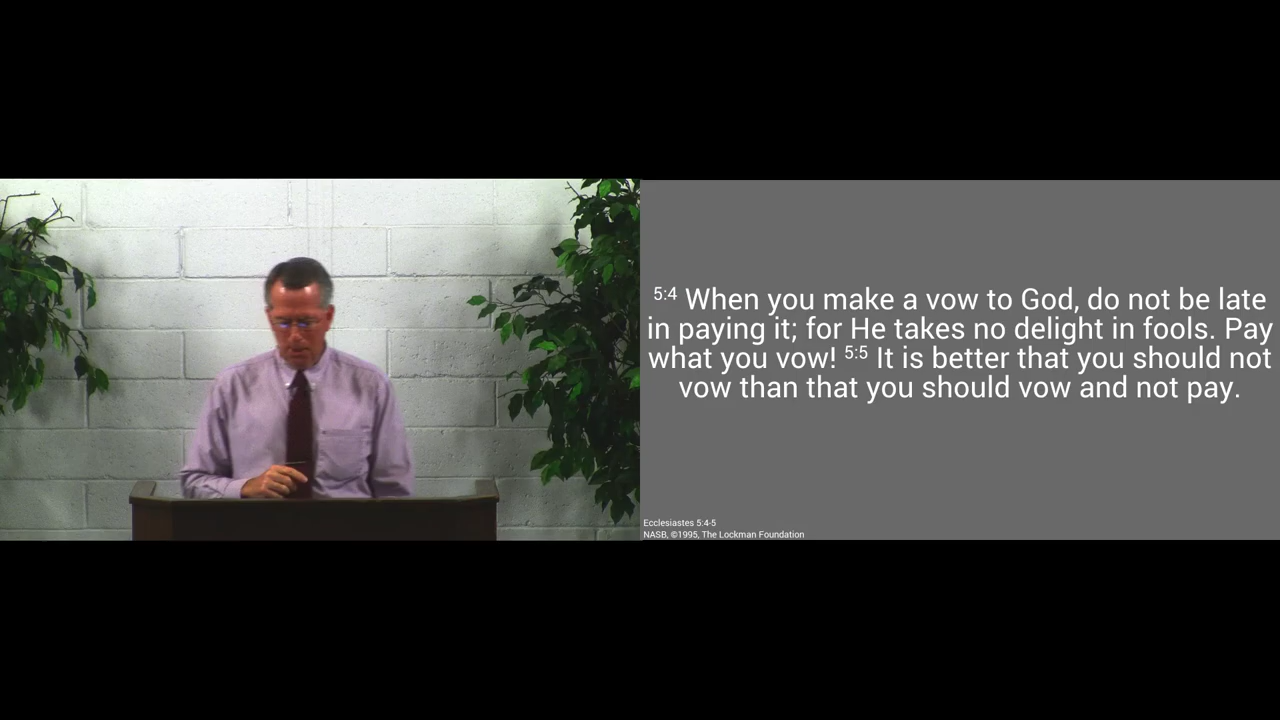 5:4 When you make a vow to God, do not be late
in paying it; for He takes no delight in fools. Pay
what you vow! 5:5 It is better that you should not
vow than that you should vow and not pay.
Ecclesiastes 5:4-5
NASB, ©1995, The Lockman Foundation